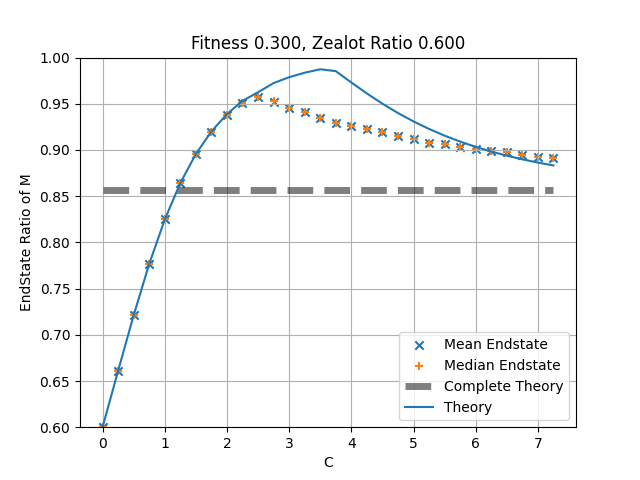 Fitness 0.300, Zealot Ratio 0.600
EndState Ratio of M
1.00
0.95
0.90
0.85
0.80
0.75
0.70
0.65
0.60
Mean Endstate
Median Endstate
Complete Theory
Theory
0 1 2 3 4 5 6 7
C